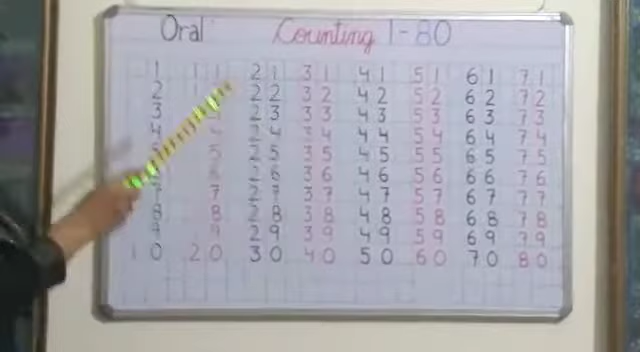 Oral Counting 1-80
1 11 21 31 41 51 61 71
2 22 32 42 52 62 72
3 23 33 43 53 63 73
4 24 34 44 54 64 74
5 25 35 45 55 65 75
26 36 46 56 66 76
7 27 37 47 57 67 77
8 28 38 48 58 68 78
9 29 39 49 59 69 79
10 20 30 40 50 60 70 80